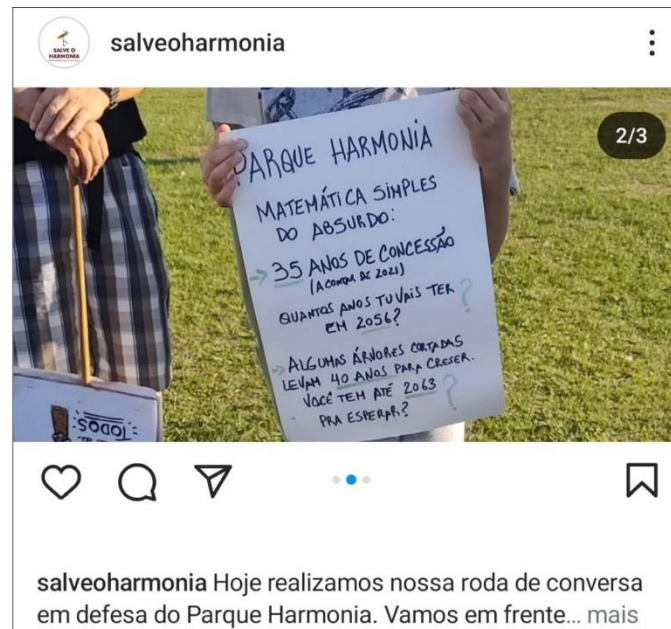 SALVE O
HARMONIA
salveoharmonia
2/3
PARQUE HARMONIA
MATEMÁTICA SIMPLES
DO ABSURDO:
→ 35 ANOS DE CONCESSÃO
(A CONTAR DE 2021)
QUANTOS ANOS TU VAIS TER
EM 2056?
→ ALGUMAS ÁRVORES CORTADAS
LEVAM 40 ANOS PARA CRESER.
VOCÊ TEM ATÉ 2063
PRA ESPERAR?
TODOS
salveoharmonia Hoje realizamos nossa roda de conversa
em defesa do Parque Harmonia. Vamos em frente... mais